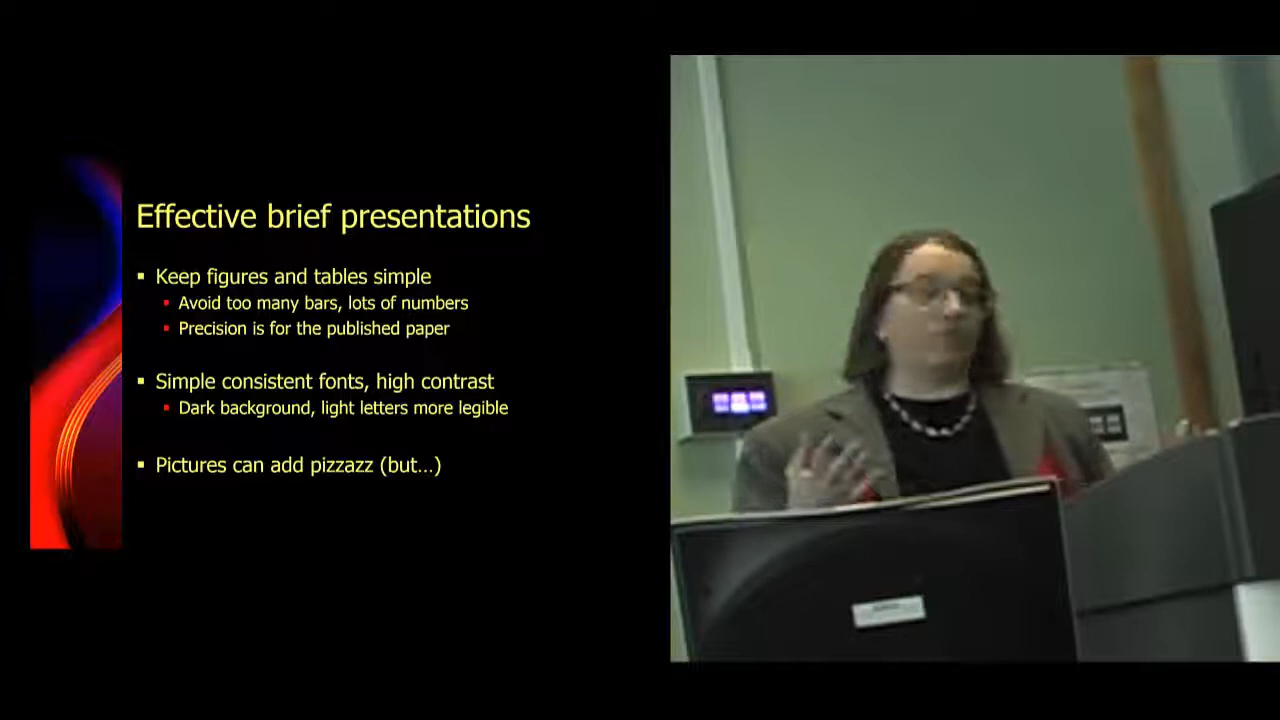 Effective brief presentations
▪ Keep figures and tables simple
▪ Avoid too many bars, lots of numbers
▪ Precision is for the published paper
▪ Simple consistent fonts, high contrast
▪ Dark background, light letters more legible
▪ Pictures can add pizzazz (but…)